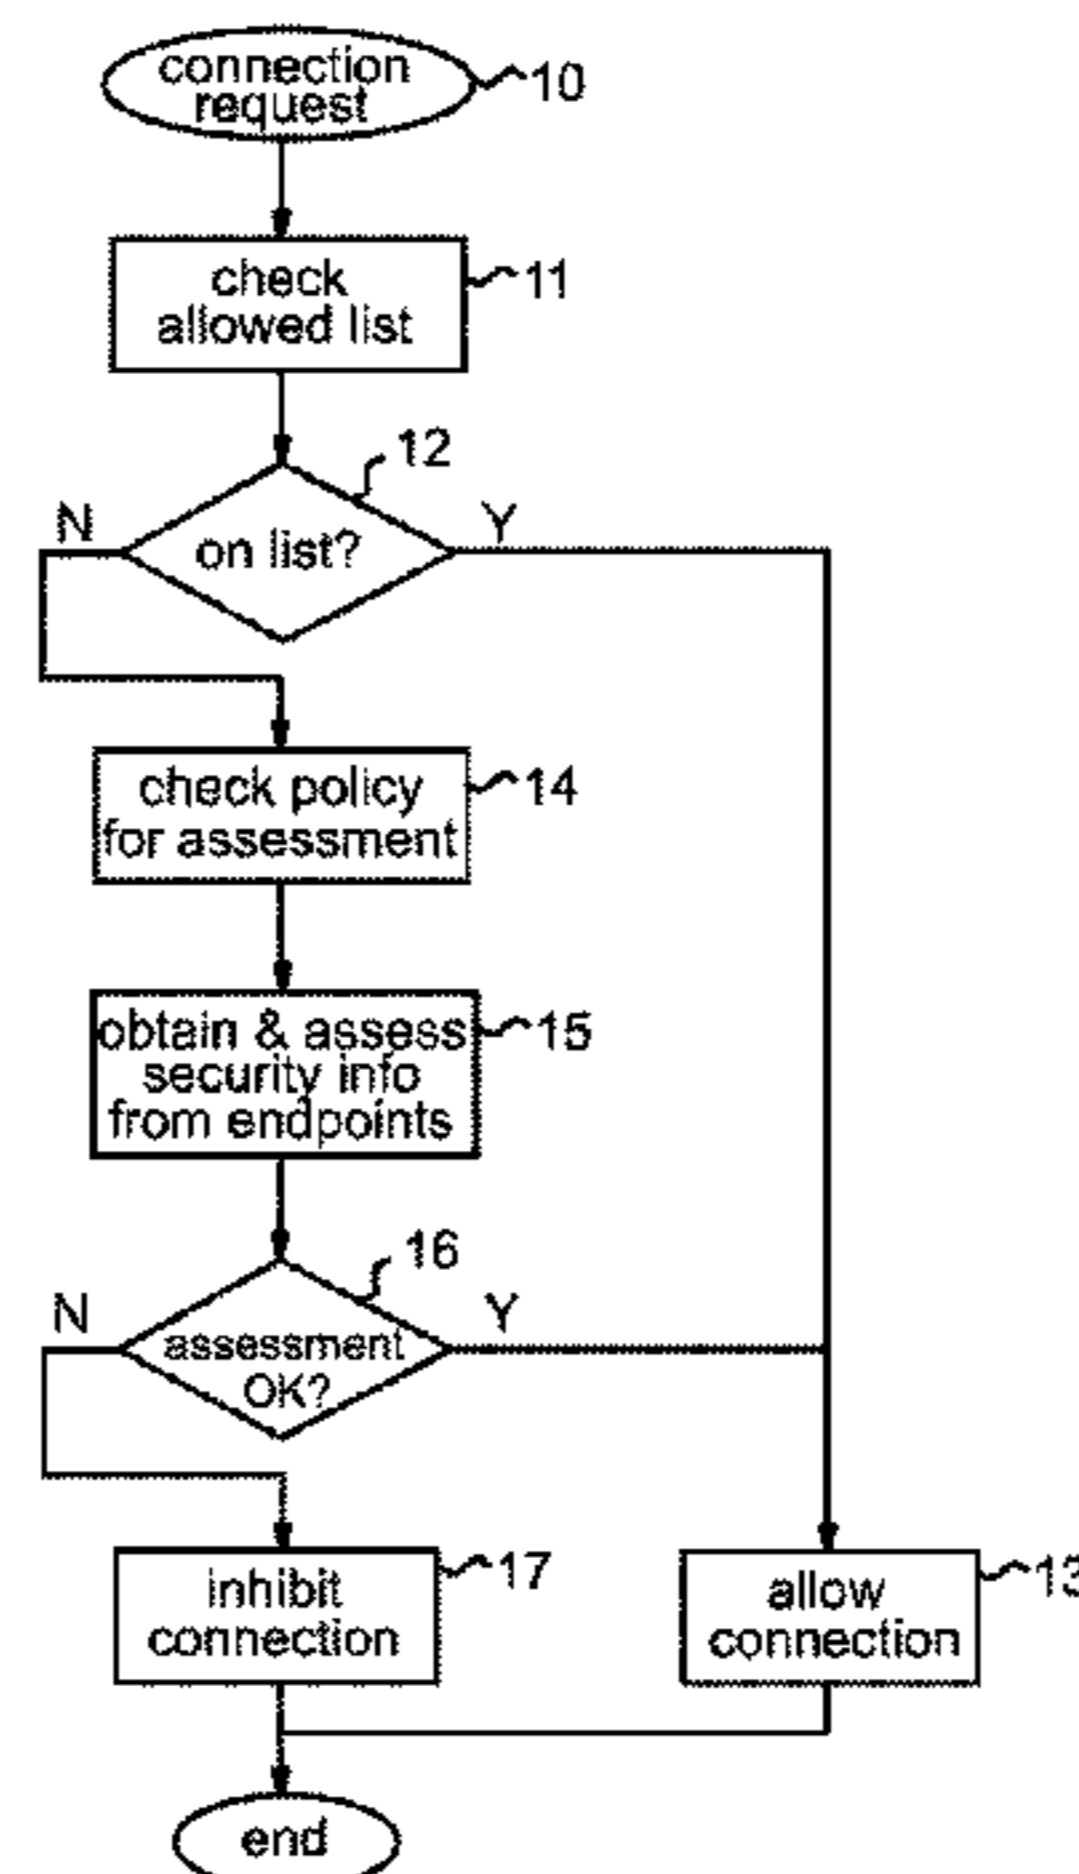 connection
request
10
check
allowed list
11
12
N
on list?
Y
check policy
for assessment
14
obtain & assess
security info
from endpoints
15
16
N
assessment
OK?
Y
inhibit
connection
17
allow
connection
13
end